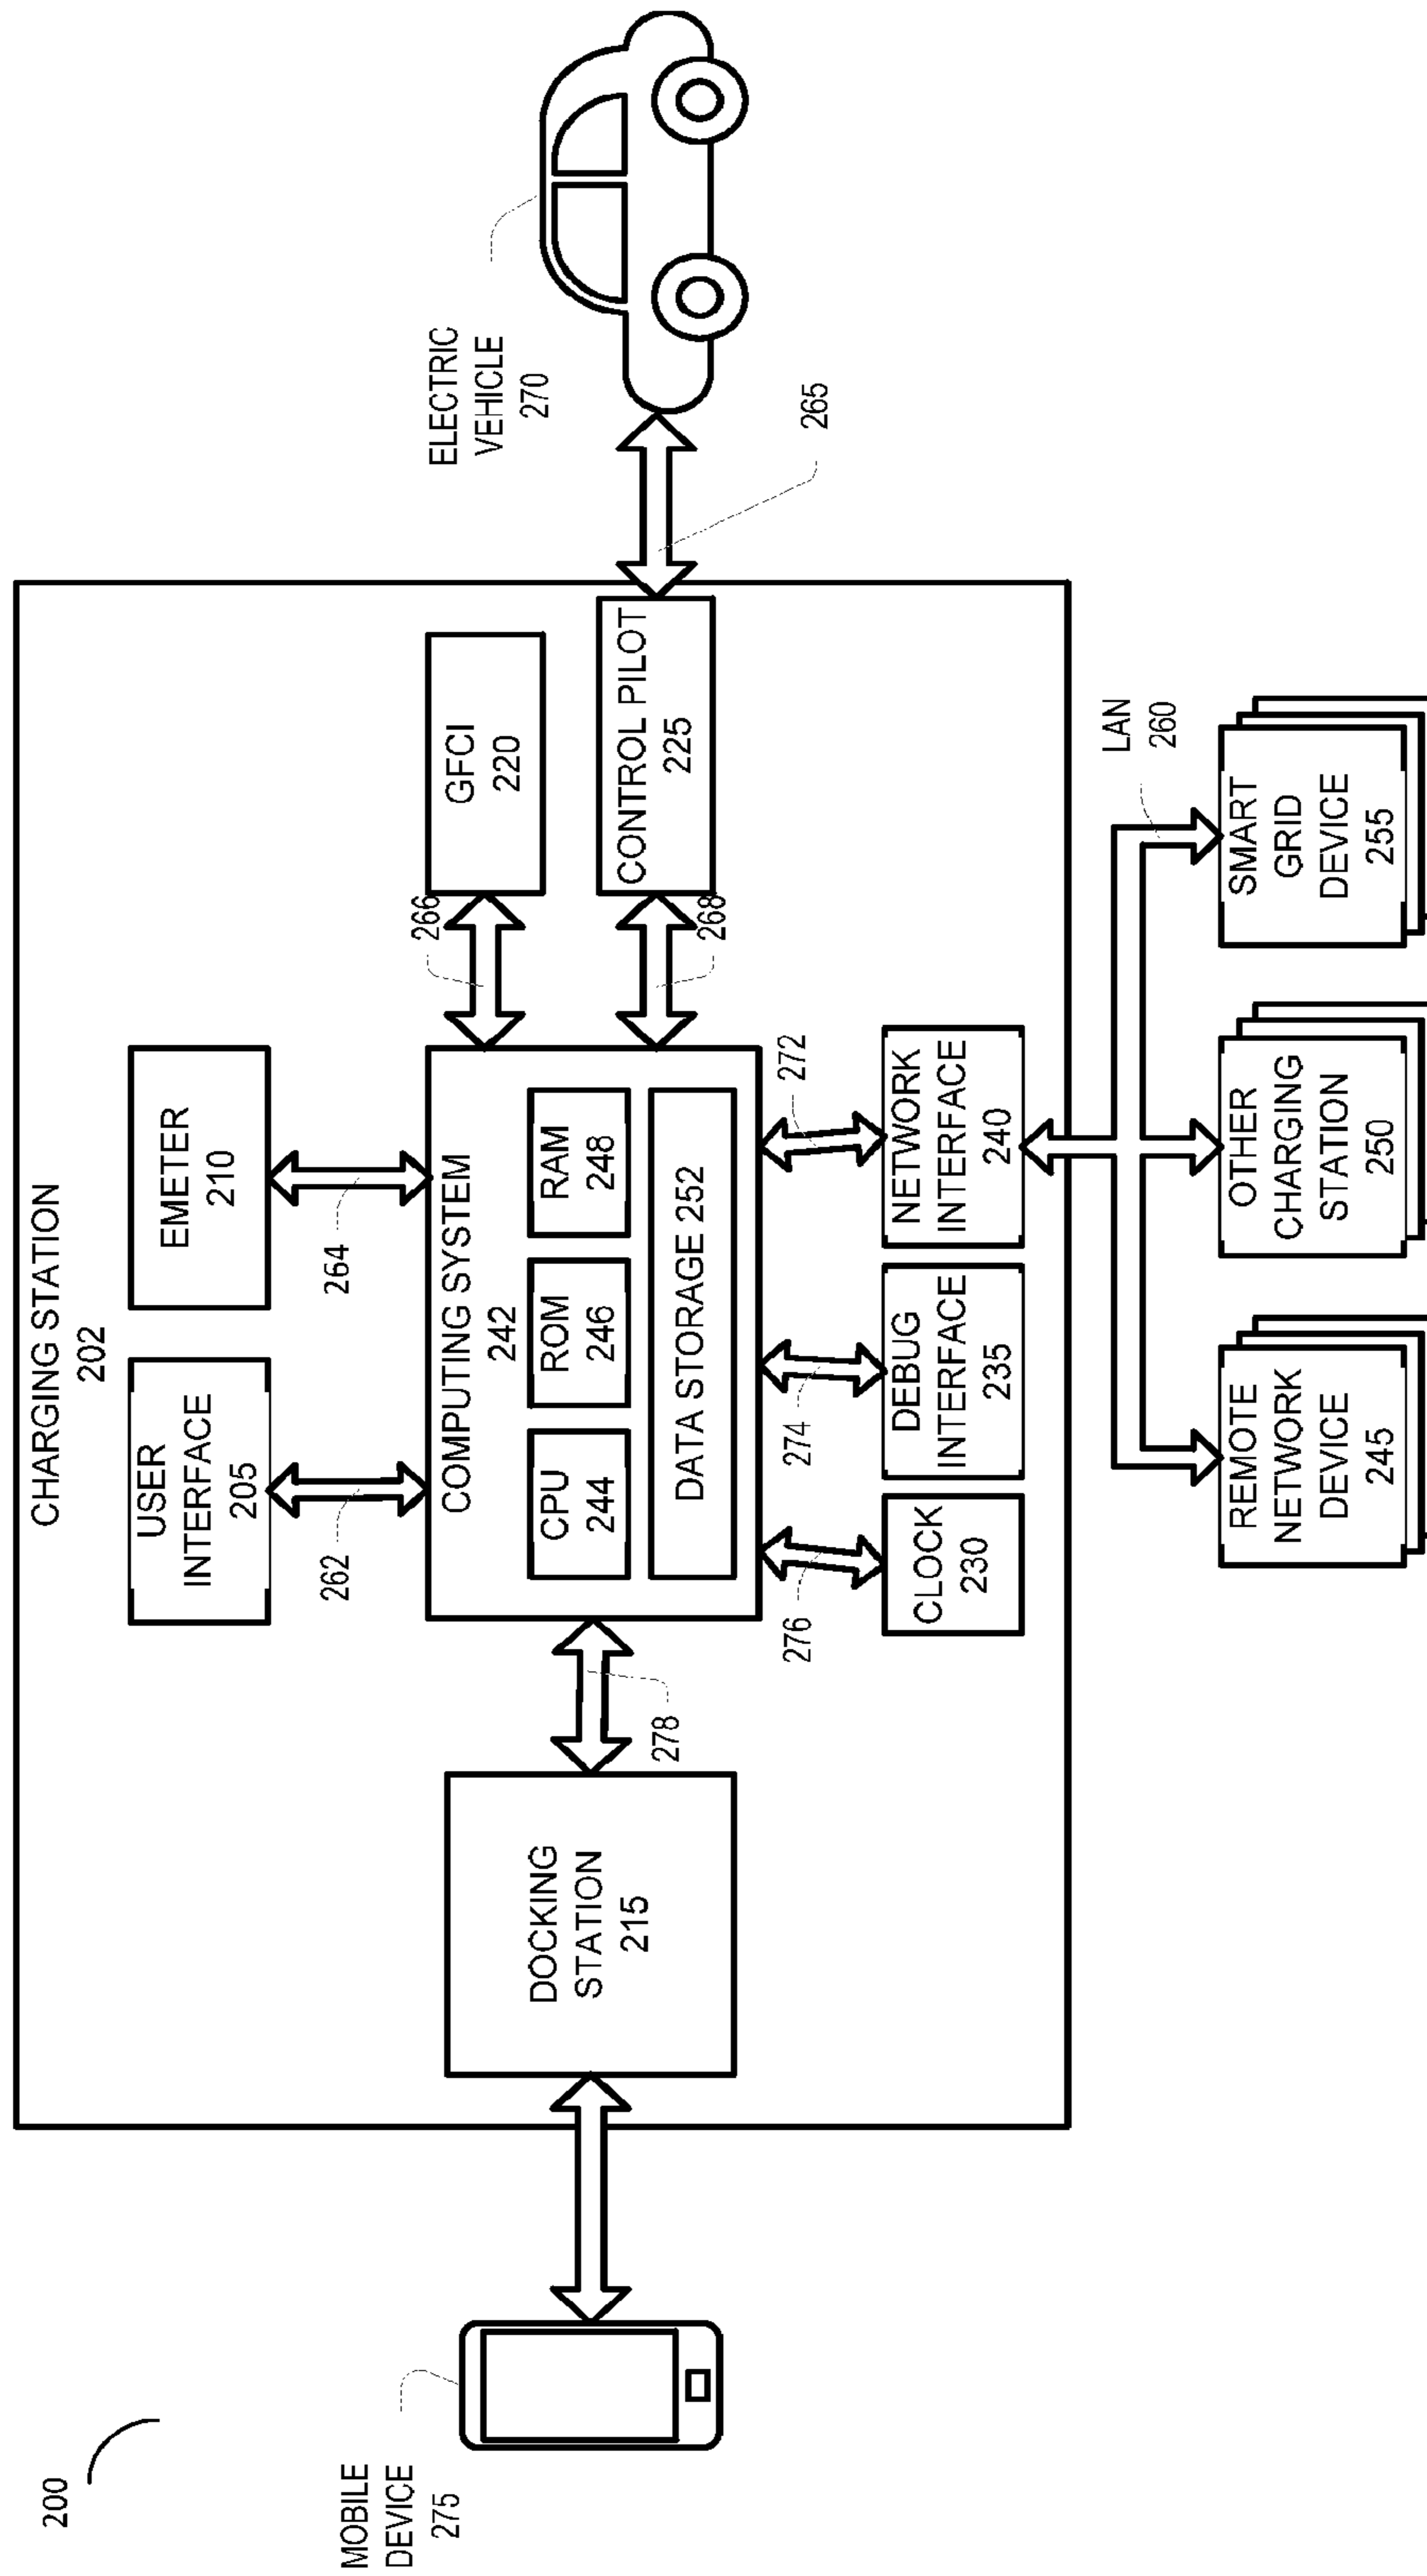 200
CHARGING STATION
202
USER
INTERFACE
205
EMETER
210
262
264
MOBILE
DEVICE
275
DOCKING
STATION
215
278
COMPUTING SYSTEM
242
CPU
244
ROM
246
RAM
248
DATA STORAGE 252
266
GFCI
220
268
CONTROL PILOT
225
ELECTRIC
VEHICLE
270
265
276
274
272
CLOCK
230
DEBUG
INTERFACE
235
NETWORK
INTERFACE
240
LAN
260
REMOTE
NETWORK
DEVICE
245
OTHER
CHARGING
STATION
250
SMART
GRID
DEVICE
255